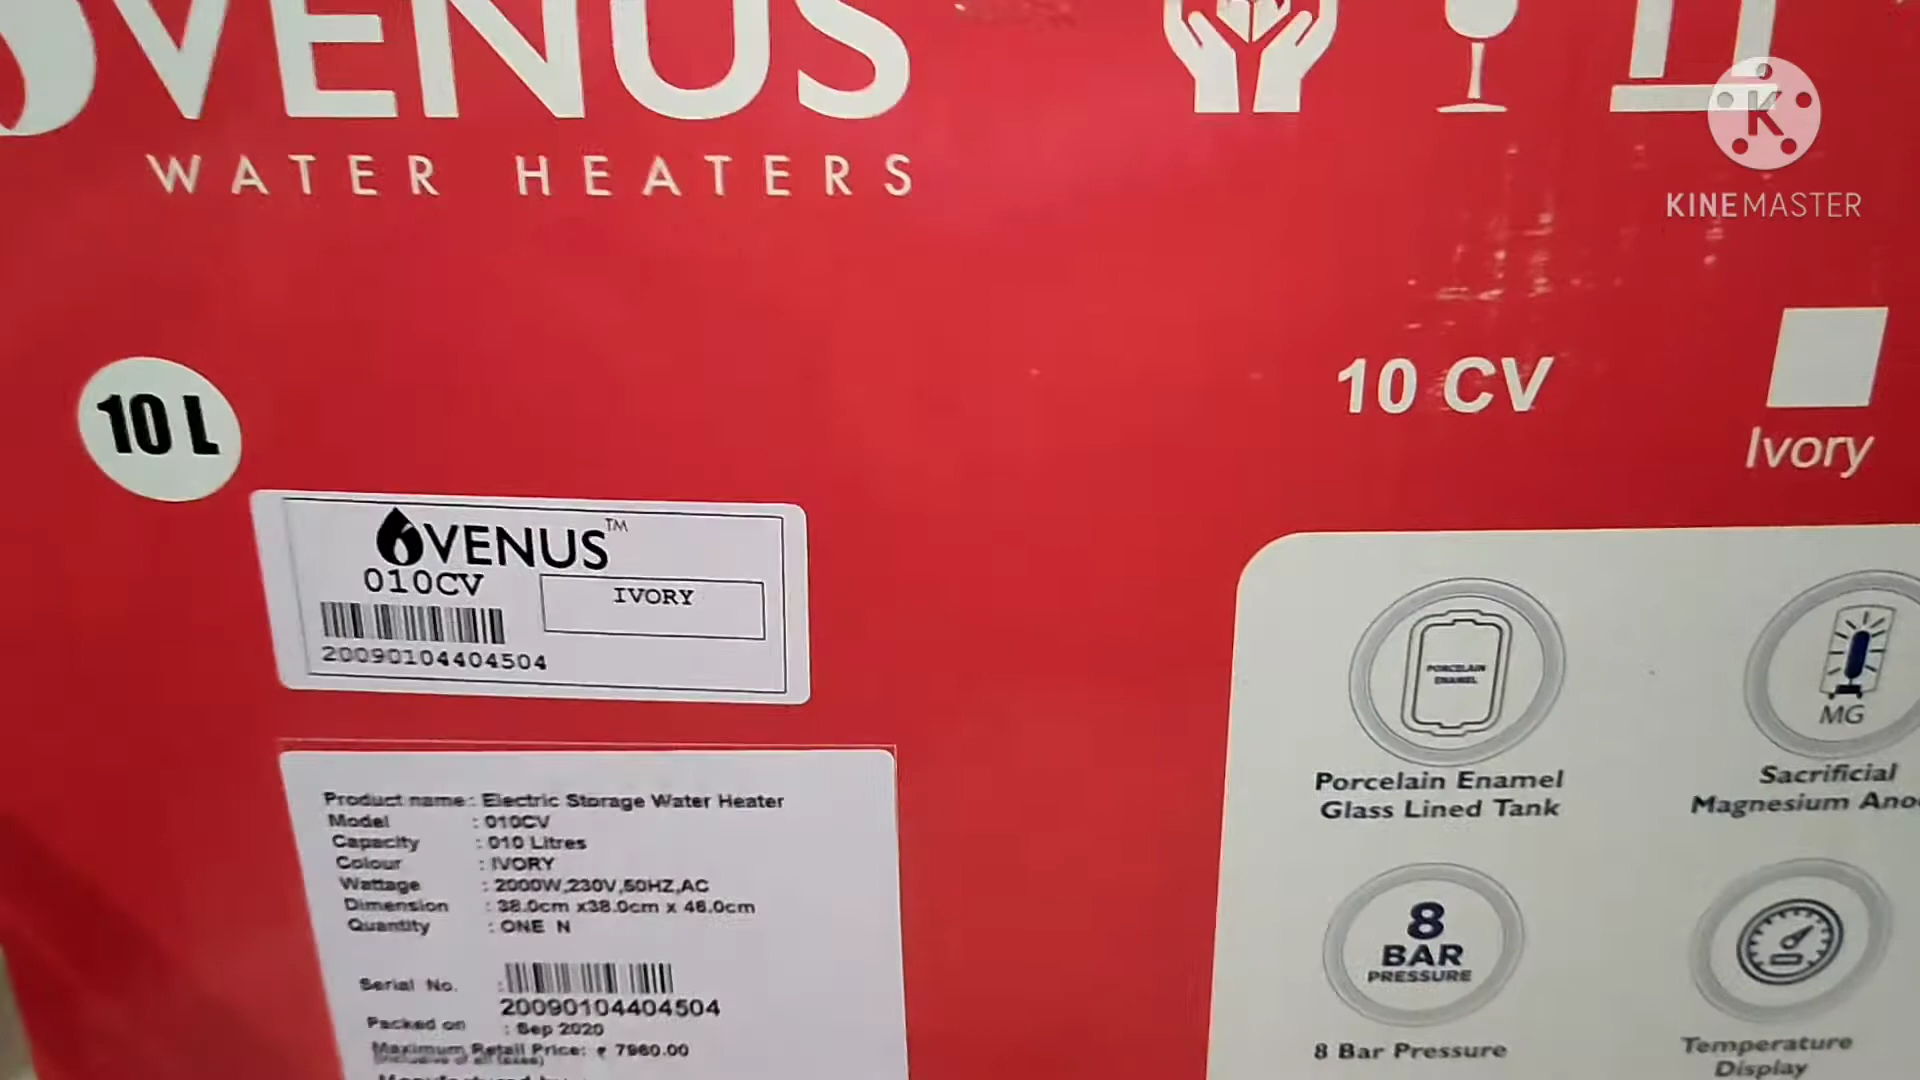 VENUS
WATER HEATERS
KINEMASTER
10 L
10 CV
Ivory
VENUS™
010CV
IVORY
20090104404504
Product name : Electric Storage Water Heater
Model : 010CV
Capacity : 010 Litres
Colour : IVORY
Wattage : 2000W,230V,50HZ,AC
Dimension : 38.0cm x38.0cm x 46.0cm
Quantity : ONE N
Serial No. :
20090104404504
Packed on : Sep 2020
Maximum Retail Price: ₹ 7960.00
(Inclusive of all taxes)
PORCELAIN
ENAMEL
Porcelain Enamel
Glass Lined Tank
MG
Sacrificial
Magnesium
8
BAR
PRESSURE
8 Bar Pressure
Temperature
Display